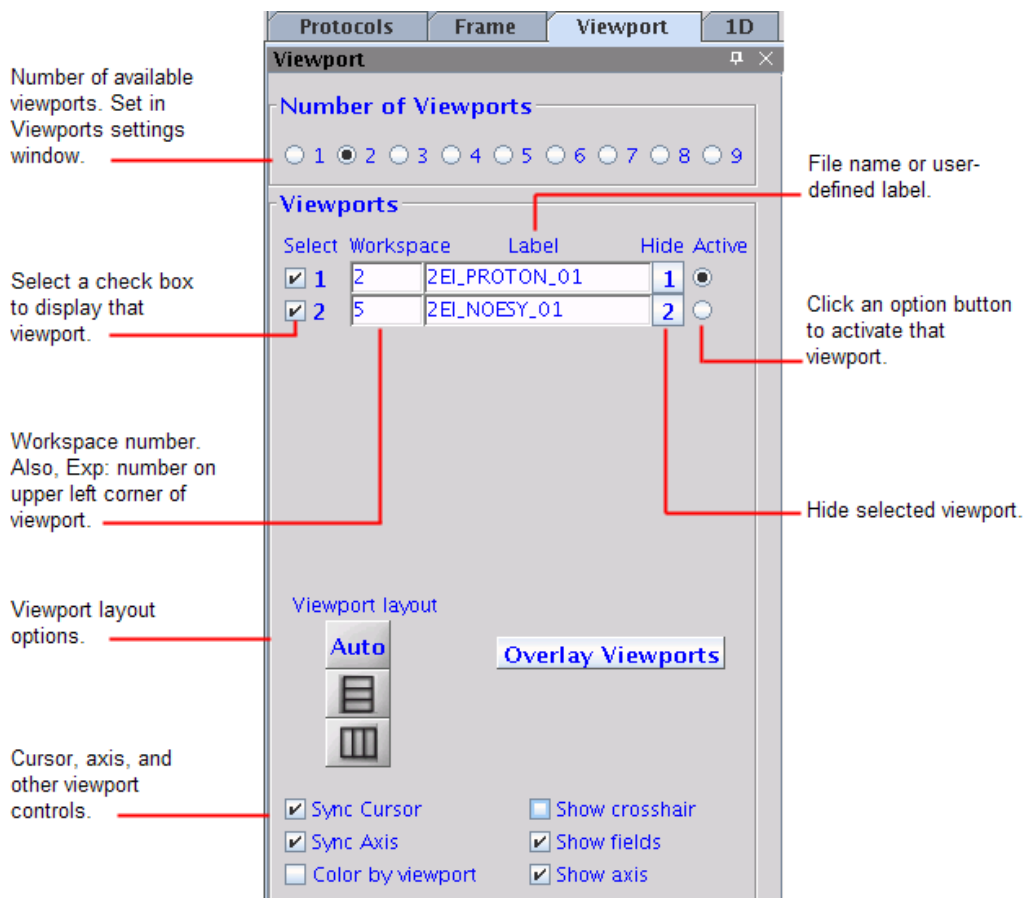 Protocols Frame Viewport 1D
Viewport
Number of available
viewports. Set in
Viewports settings
window.
Number of Viewports
1 2 3 4 5 6 7 8 9
File name or user-
defined label.
Viewports
Select Workspace Label Hide Active
1 2 2EI_PROTON_01 1
2 5 2EI_NOESY_01 2
Select a check box
to display that
viewport.
Click an option button
to activate that
viewport.
Workspace number.
Also, Exp: number on
upper left corner of
viewport.
Hide selected viewport.
Viewport layout
options.
Viewport layout
Auto
Overlay Viewports
Cursor, axis, and
other viewport
controls.
Sync Cursor Show crosshair
Sync Axis Show fields
Color by viewport Show axis